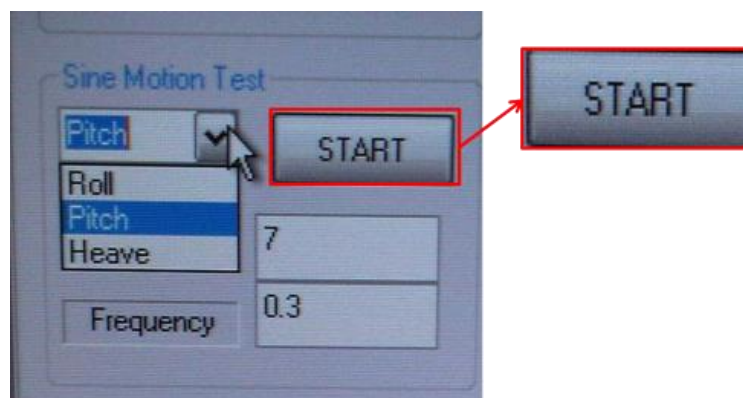 Sine Motion Test
Pitch
START
START
Roll
Pitch
7
Heave
Frequency
0.3